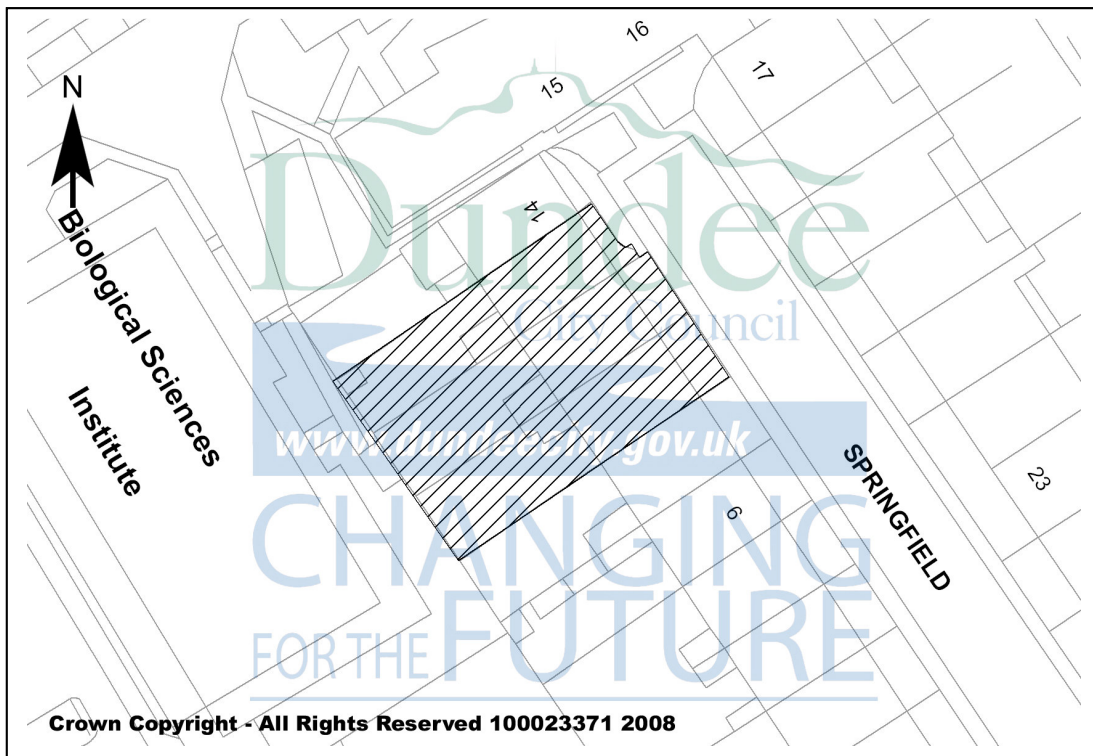 16
17
15
N
14
Dundee
City Council
Biological Sciences
Institute
www.dundeecity.gov.uk
SPRINGFIELD
23
6
CHANGING
FOR THE FUTURE
Crown Copyright - All Rights Reserved 100023371 2008